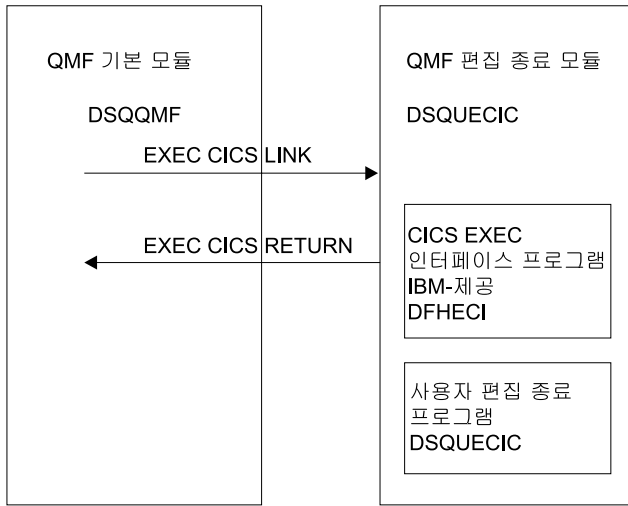 QMF 기본 모듈
DSQQMF
QMF 편집 종료 모듈
DSQUECIC
EXEC CICS LINK
EXEC CICS RETURN
CICS EXEC
인터페이스 프로그램
IBM-제공
DFHECI
사용자 편집 종료
프로그램
DSQUECIC